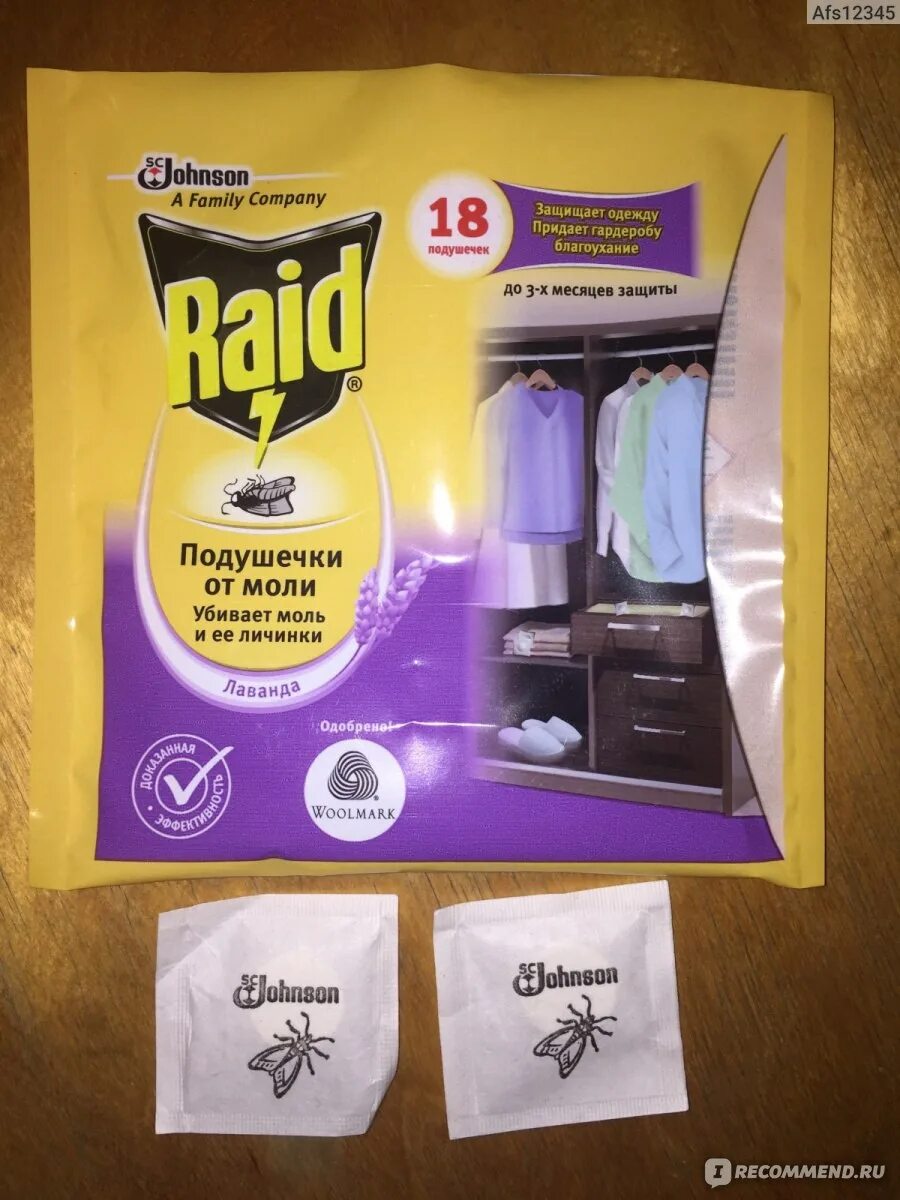 Afs12345
SC Johnson
A Family Company
18
подушечек
Защищает одежду
Придает гардеробу
благоухание
до 3-х месяцев защиты
Raid®
Подушечки
от моли
Убивает моль
и ее личинки
Лаванда
Одобрено!
ДОКАЗАННАЯ
ЭФФЕКТИВНОСТЬ
WOOLMARK
SC Johnson
SC Johnson
IRECOMMEND.RU